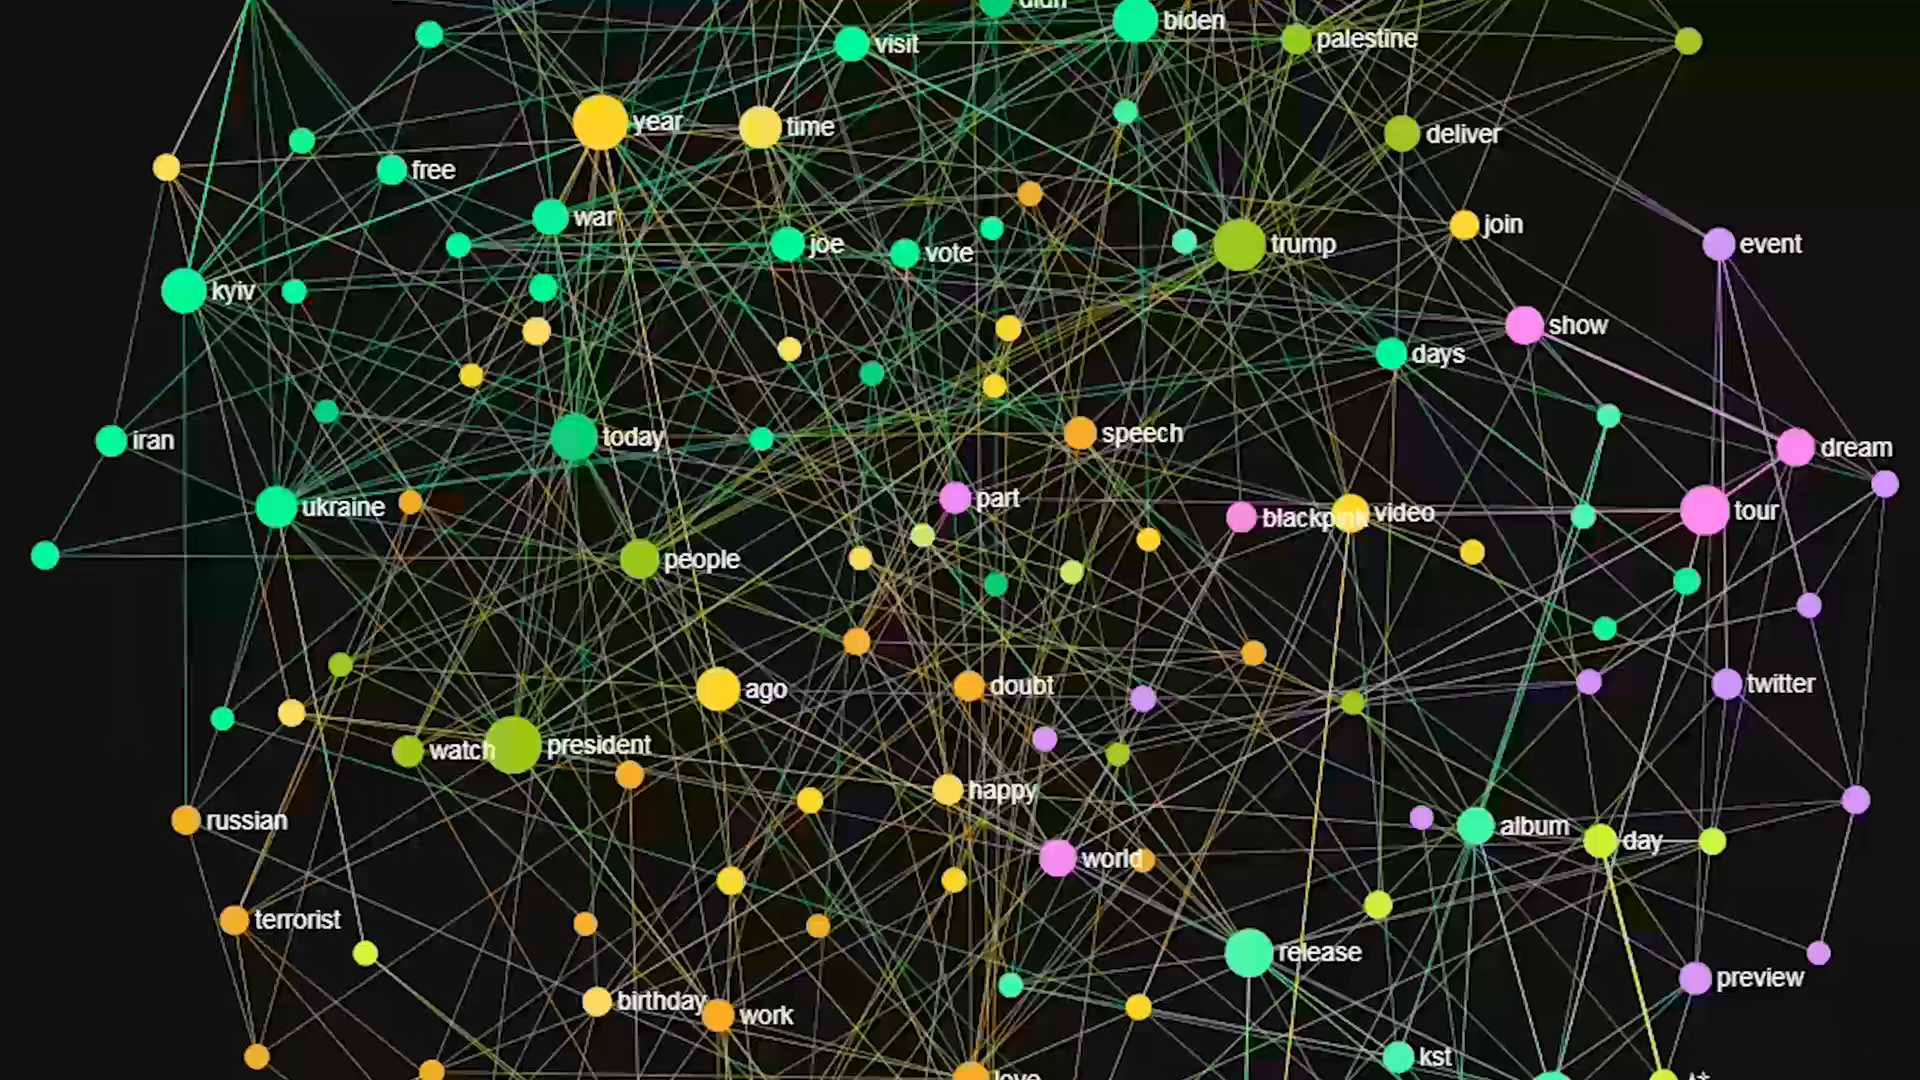 didn
biden
visit
palestine
year
time
deliver
free
war
joe
vote
trump
join
event
kyiv
show
days
iran
today
speech
dream
ukraine
part
blackpink
video
tour
people
ago
doubt
twitter
watch
president
happy
russian
album
day
world
terrorist
release
preview
birthday
work
kst
love